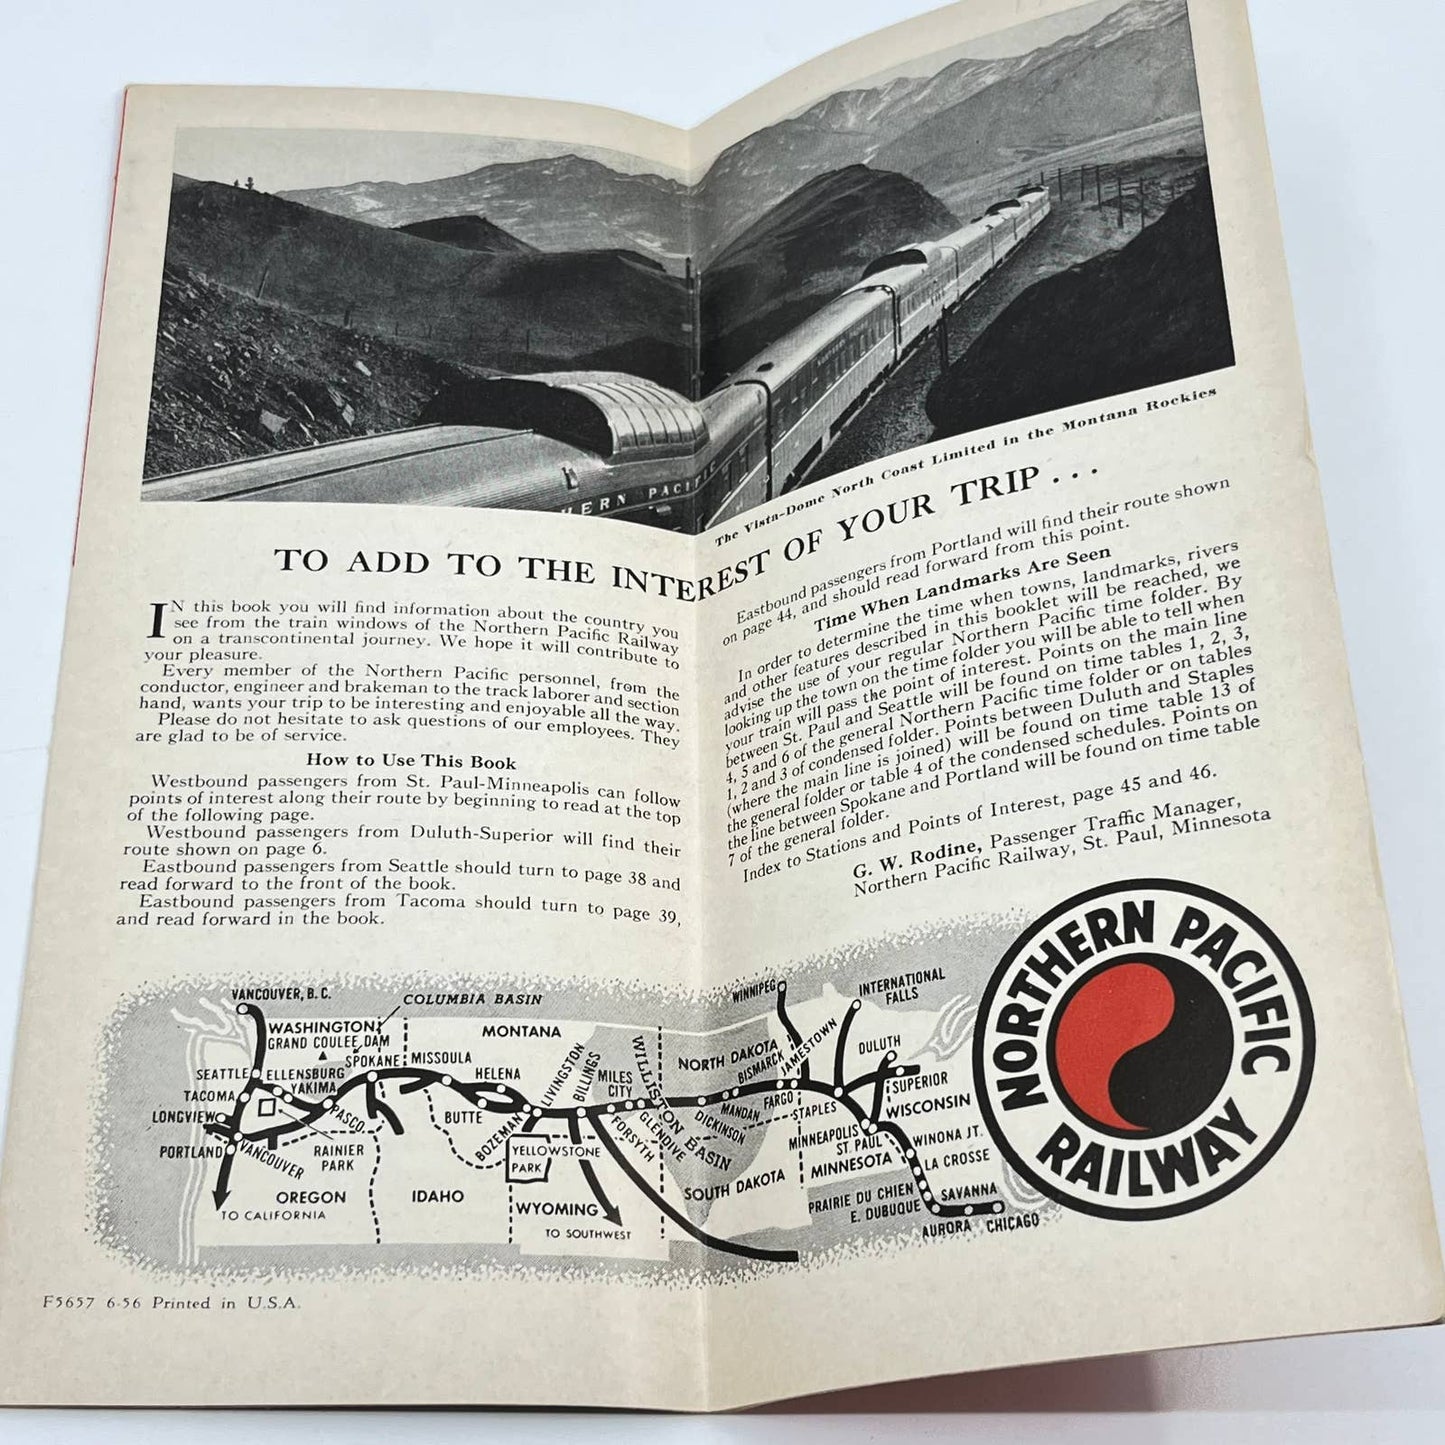 HERN PACIFIC
The Vista-Dome North Coast Limited in the Montana Rockies
TO ADD TO THE INTEREST OF YOUR TRIP . . .
IN this book you will find information about the country you
see from the train windows of the Northern Pacific Railway
on a transcontinental journey. We hope it will contribute to
your pleasure.
Every member of the Northern Pacific personnel, from the
conductor, engineer and brakeman to the track laborer and section
hand, wants your trip to be interesting and enjoyable all the way.
Please do not hesitate to ask questions of our employees. They
are glad to be of service.
How to Use This Book
Westbound passengers from St. Paul-Minneapolis can follow
points of interest along their route by beginning to read at the top
of the following page.
Westbound passengers from Duluth-Superior will find their
route shown on page 6.
Eastbound passengers from Seattle should turn to page 38 and
read forward to the front of the book.
Eastbound passengers from Tacoma should turn to page 39,
and read forward in the book.
Eastbound passengers from Portland will find their route shown
on page 44, and should read forward from this point.
Time When Landmarks Are Seen
In order to determine the time when towns, landmarks, rivers
and other features described in this booklet will be reached, we
advise the use of your regular Northern Pacific time folder. By
looking up the town on the time folder you will be able to tell when
your train will pass the point of interest. Points on the main line
between St. Paul and Seattle will be found on time tables 1, 2, 3,
4, 5 and 6 of the general Northern Pacific time folder or on tables
1, 2 and 3 of condensed folder. Points between Duluth and Staples
(where the main line is joined) will be found on time table 13 of
the general folder or table 4 of the condensed schedules. Points on
the line between Spokane and Portland will be found on time table
7 of the general folder.
Index to Stations and Points of Interest, page 45 and 46.
G. W. Rodine, Passenger Traffic Manager,
Northern Pacific Railway, St. Paul, Minnesota
NORTHERN PACIFIC
RAILWAY
VANCOUVER, B.C.
COLUMBIA BASIN
WASHINGTON
GRAND COULEE DAM
SPOKANE
MISSOULA
MONTANA
SEATTLE
ELLENSBURG
YAKIMA
TACOMA
LONGVIEW
PASCO
PORTLAND
VANCOUVER
RAINIER
PARK
OREGON
TO CALIFORNIA
IDAHO
HELENA
BUTTE
BOZEMAN
LIVINGSTON
BILLINGS
YELLOWSTONE
PARK
WYOMING
TO SOUTHWEST
MILES
CITY
FORSYTH
GLENDIVE
WILLISTON BASIN
NORTH DAKOTA
DICKINSON
MANDAN
BISMARCK
JAMESTOWN
FARGO
SOUTH DAKOTA
WINNIPEG
INTERNATIONAL
FALLS
DULUTH
SUPERIOR
STAPLES
WISCONSIN
MINNEAPOLIS
ST. PAUL
MINNESOTA
WINONA JT.
LA CROSSE
PRAIRIE DU CHIEN
E. DUBUQUE
SAVANNA
AURORA
CHICAGO
F5657 6-56 Printed in U.S.A.